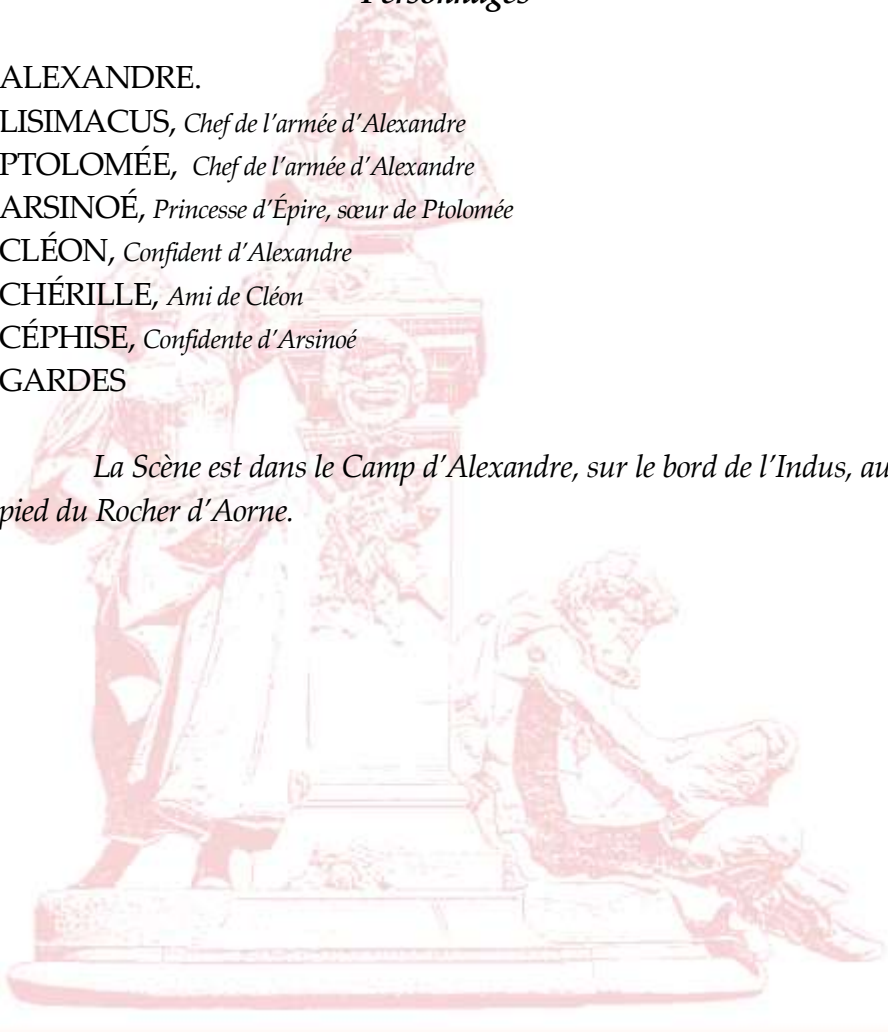 Personnages
ALEXANDRE.
LISIMACUS, Chef de l'armée d'Alexandre
PTOLOMÉE, Chef de l'armée d'Alexandre
ARSINOÉ, Princesse d'Épire, sœur de Ptolomée
CLÉON, Confident d'Alexandre
CHÉRILLE, Ami de Cléon
CÉPHISE, Confidente d'Arsinoé
GARDES
La Scène est dans le Camp d'Alexandre, sur le bord de l'Indus, au
pied du Rocher d'Aorne.